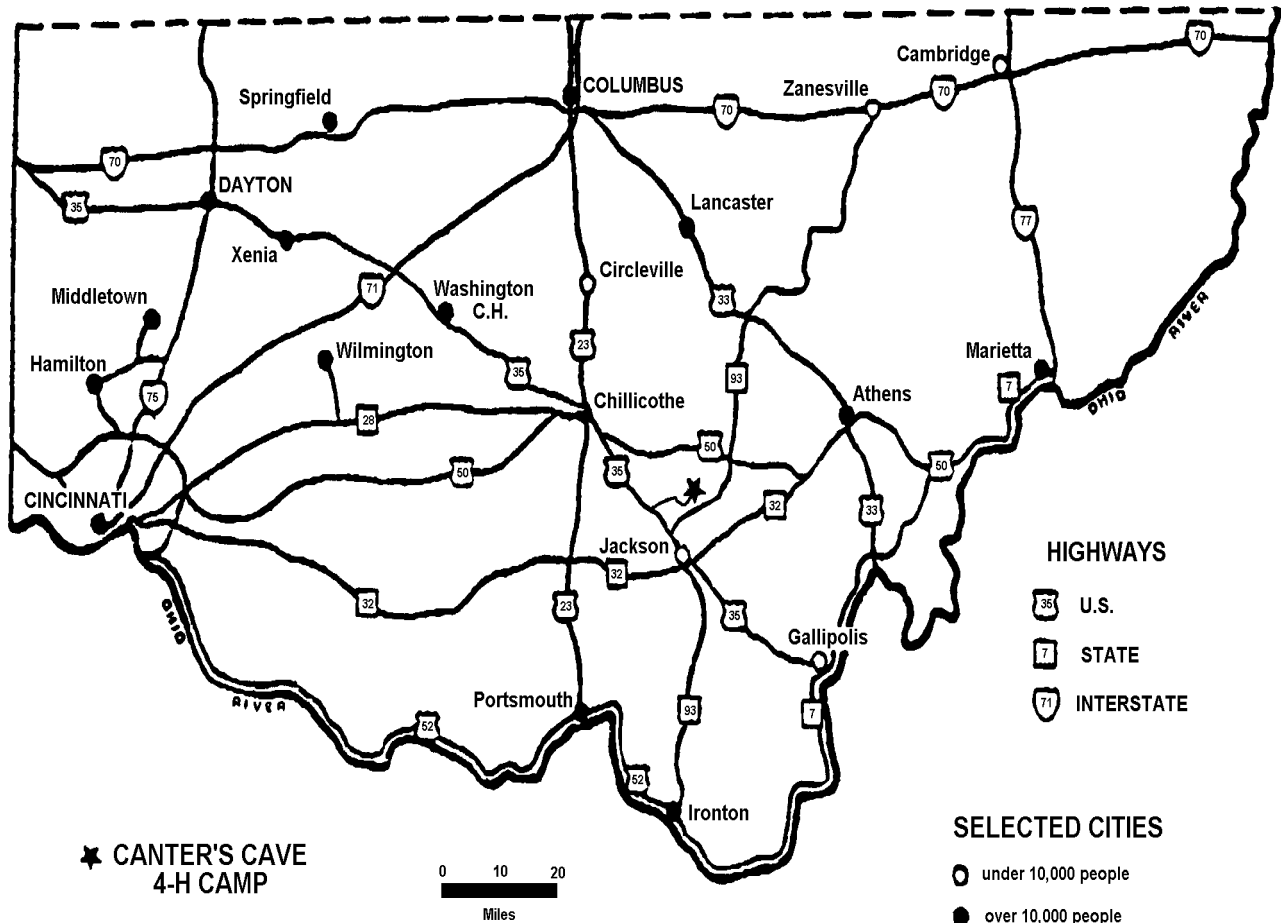 COLUMBUS
Cambridge
70
Springfield
Zanesville
70
70
70
DAYTON
35
Lancaster
77
Xenia
Circleville
71
Washington
C.H.
Middletown
33
RIVER
Wilmington
23
Marietta
Hamilton
35
93
7
OHIO
75
Chillicothe
Athens
28
50
50
35
50
CINCINNATI
32
33
Jackson
HIGHWAYS
32
32
23
35
35 U.S.
OHIO
Gallipolis
7 STATE
RIVER
Portsmouth
93
7
71 INTERSTATE
52
52
Ironton
SELECTED CITIES
CANTER'S CAVE
4-H CAMP
0 10 20
Miles
under 10,000 people
over 10,000 people